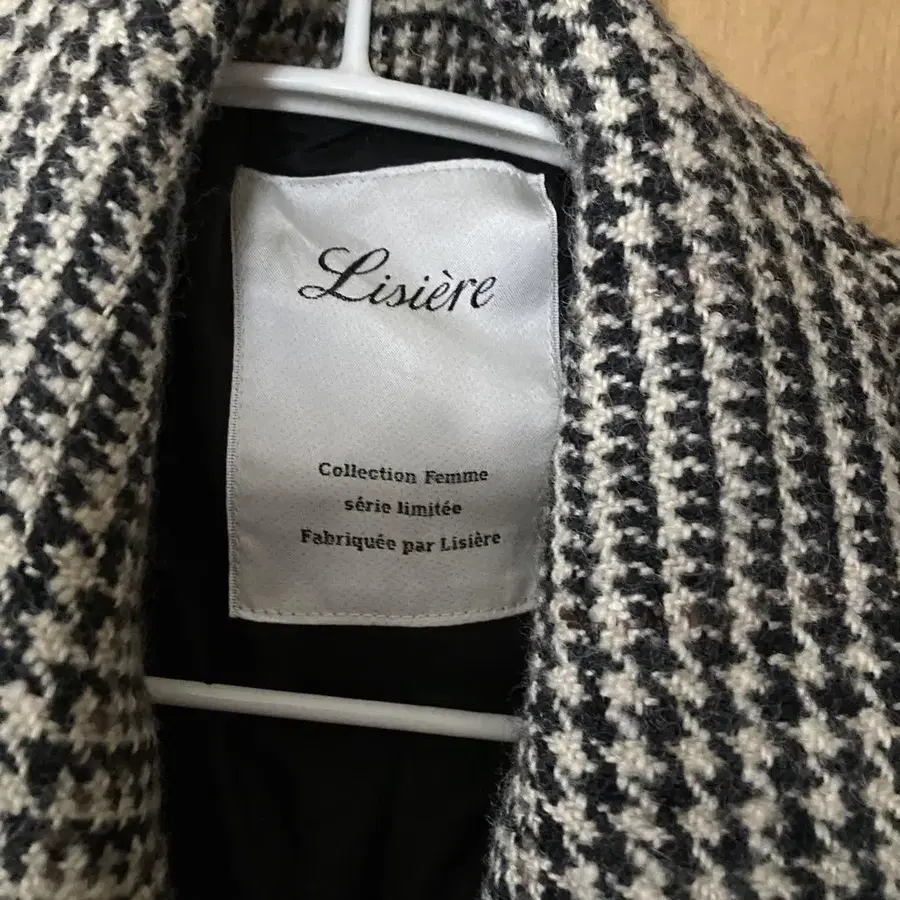 Lisière
Collection Femme
série limitée
Fabriquée par Lisière